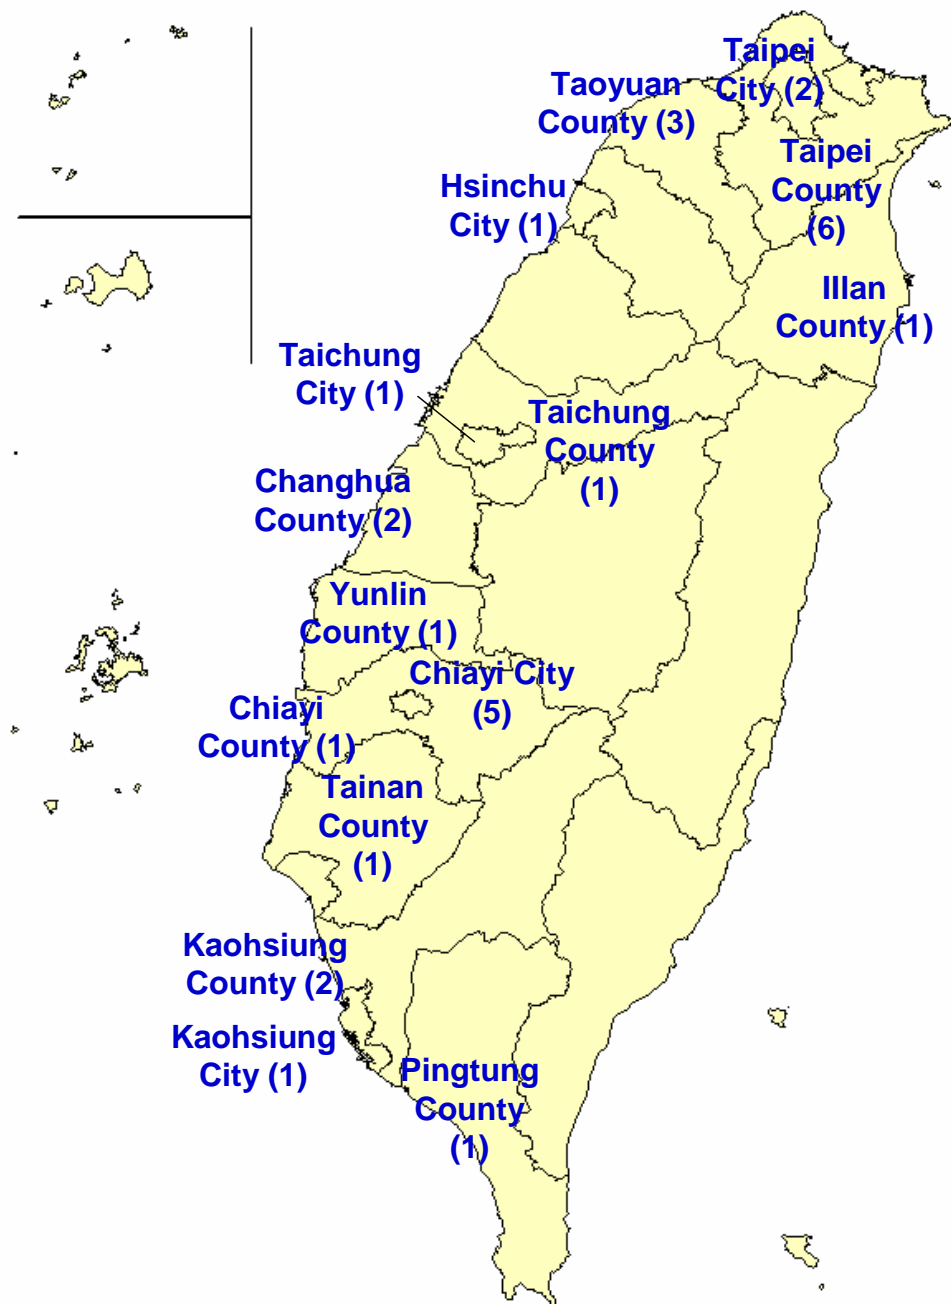 Taipei
City (2)
Taoyuan
County (3)
Taipei
County
(6)
Hsinchu
City (1)
Illan
County (1)
Taichung
City (1)
Taichung
County
(1)
Changhua
County (2)
Yunlin
County (1)
Chiayi City
(5)
Chiayi
County (1)
Tainan
County
(1)
Kaohsiung
County (2)
Kaohsiung
City (1)
Pingtung
County
(1)